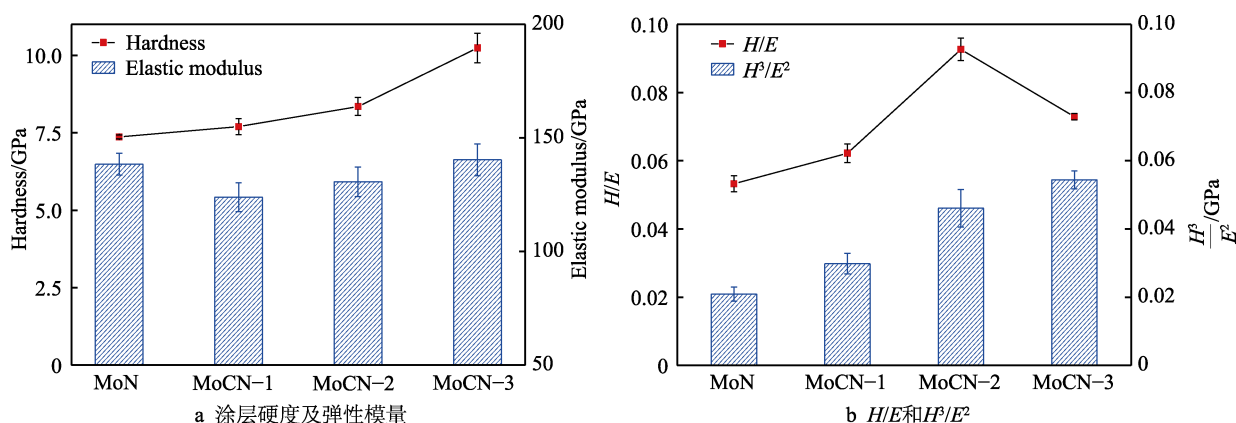 Hardness
Elastic modulus
Hardness/GPa
10.0
7.5
5.0
2.5
0
Elastic modulus/GPa
200
150
100
50
MoN
MoCN−1
MoCN−2
MoCN−3
a 涂层硬度及弹性模量
H/E
H³/E²
H/E
0.10
0.80
0.06
0.04
0.02
0
H³/E² /GPa
0.10
0.08
0.06
0.04
0.02
0
MoN
MoCN−1
MoCN−2
MoCN−3
b H/E和H³/E²